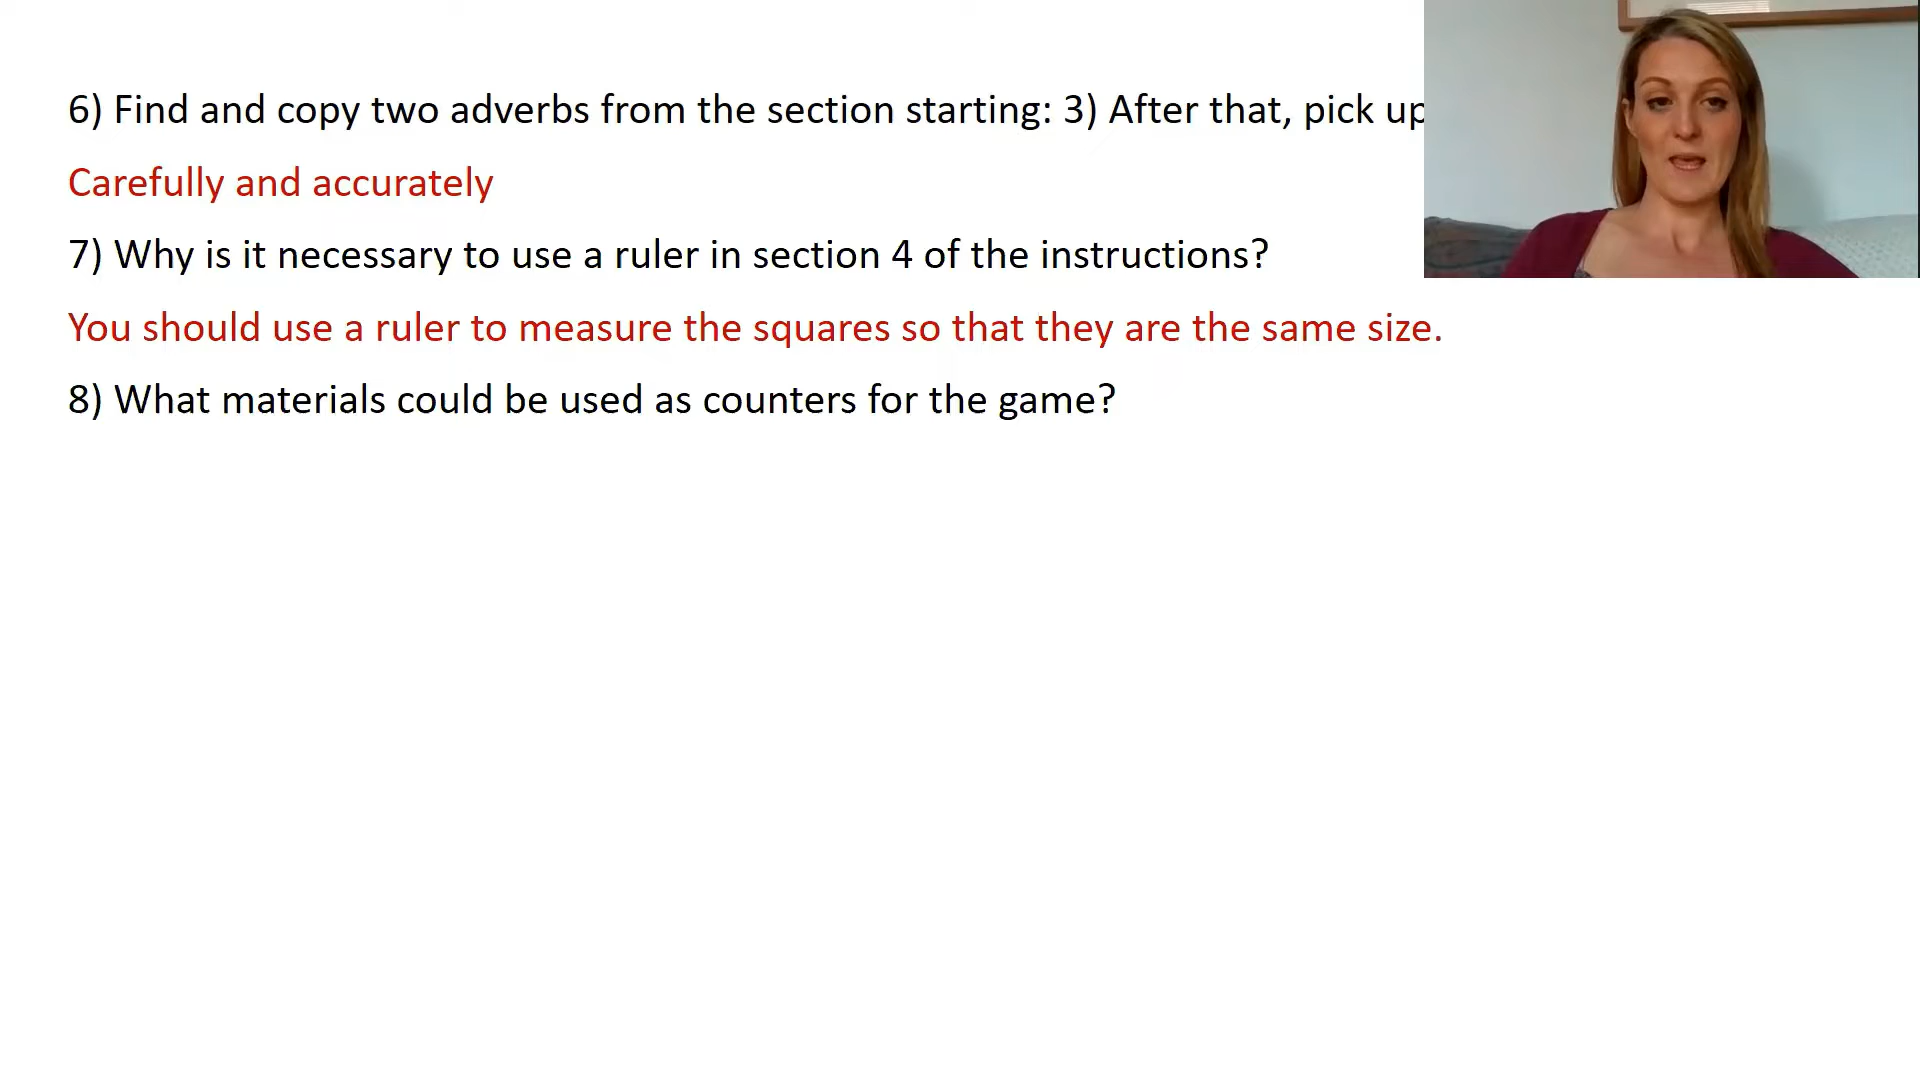 6) Find and copy two adverbs from the section starting: 3) After that, pick up
Carefully and accurately
7) Why is it necessary to use a ruler in section 4 of the instructions?
You should use a ruler to measure the squares so that they are the same size.
8) What materials could be used as counters for the game?